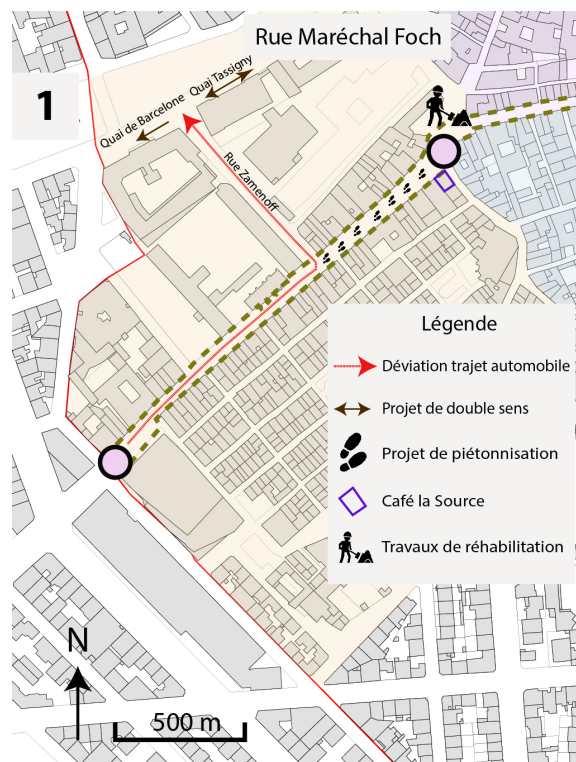 Rue Maréchal Foch
1
Quai Tassigny
Quai de Barcelone
Rue Zamenoff
Légende
Déviation trajet automobile
Projet de double sens
Projet de piétonnisation
Café la Source
Travaux de réhabilitation
N
500 m